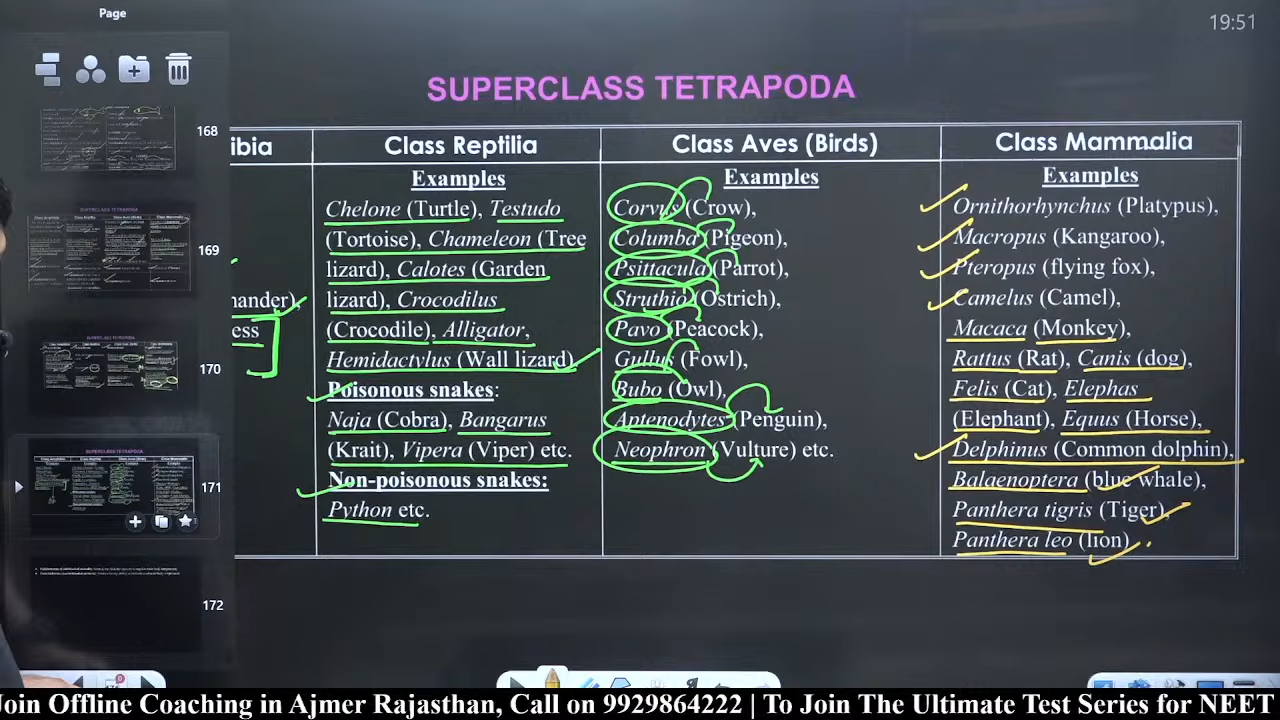 Page
19:51
SUPERCLASS TETRAPODA
168
169
170
171
172
ibia
nander),
ess
Class Reptilia
Examples
Chelone (Turtle), Testudo
(Tortoise), Chameleon (Tree
lizard), Calotes (Garden
lizard), Crocodilus
(Crocodile), Alligator,
Hemidactylus (Wall lizard)
Poisonous snakes:
Naja (Cobra), Bangarus
(Krait), Vipera (Viper) etc.
Non-poisonous snakes:
Python etc.
Class Aves (Birds)
Examples
Corvus (Crow),
Columba (Pigeon),
Psittacula (Parrot),
Struthio (Ostrich),
Pavo (Peacock),
Gullus (Fowl),
Bubo (Owl),
Aptenodytes (Penguin),
Neophron (Vulture) etc.
Class Mammalia
Examples
Ornithorhynchus (Platypus),
Macropus (Kangaroo),
Pteropus (flying fox),
Camelus (Camel),
Macaca (Monkey),
Rattus (Rat), Canis (dog),
Felis (Cat), Elephas
(Elephant), Equus (Horse),
Delphinus (Common dolphin),
Balaenoptera (blue whale),
Panthera tigris (Tiger),
Panthera leo (lion)
Join Offline Coaching in Ajmer Rajasthan, Call on 9929864222 | To Join The Ultimate Test Series for NEET